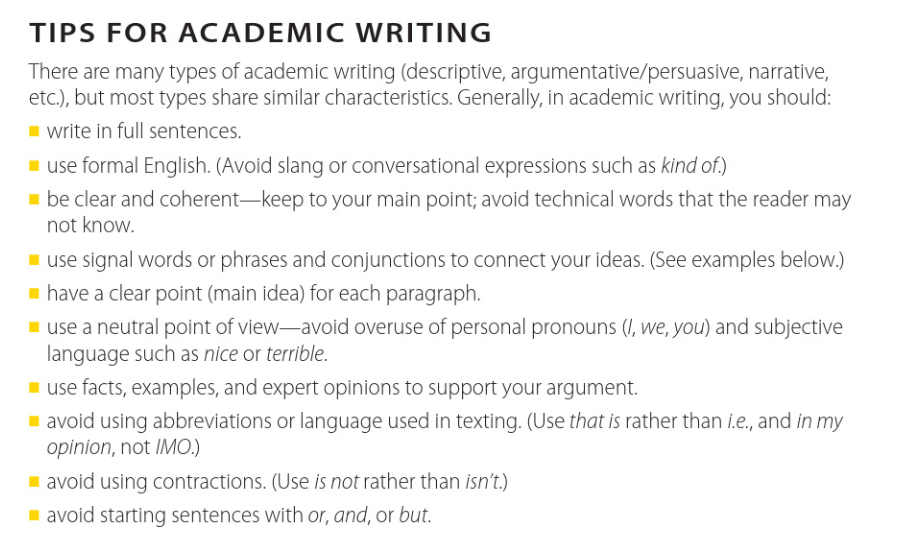 TIPS FOR ACADEMIC WRITING
There are many types of academic writing (descriptive, argumentative/persuasive, narrative,
etc.), but most types share similar characteristics. Generally, in academic writing, you should:
■ write in full sentences.
■ use formal English. (Avoid slang or conversational expressions such as kind of.)
■ be clear and coherent—keep to your main point; avoid technical words that the reader may
not know.
■ use signal words or phrases and conjunctions to connect your ideas. (See examples below.)
■ have a clear point (main idea) for each paragraph.
■ use a neutral point of view—avoid overuse of personal pronouns (I, we, you) and subjective
language such as nice or terrible.
■ use facts, examples, and expert opinions to support your argument.
■ avoid using abbreviations or language used in texting. (Use that is rather than i.e., and in my
opinion, not IMO.)
■ avoid using contractions. (Use is not rather than isn't.)
■ avoid starting sentences with or, and, or but.